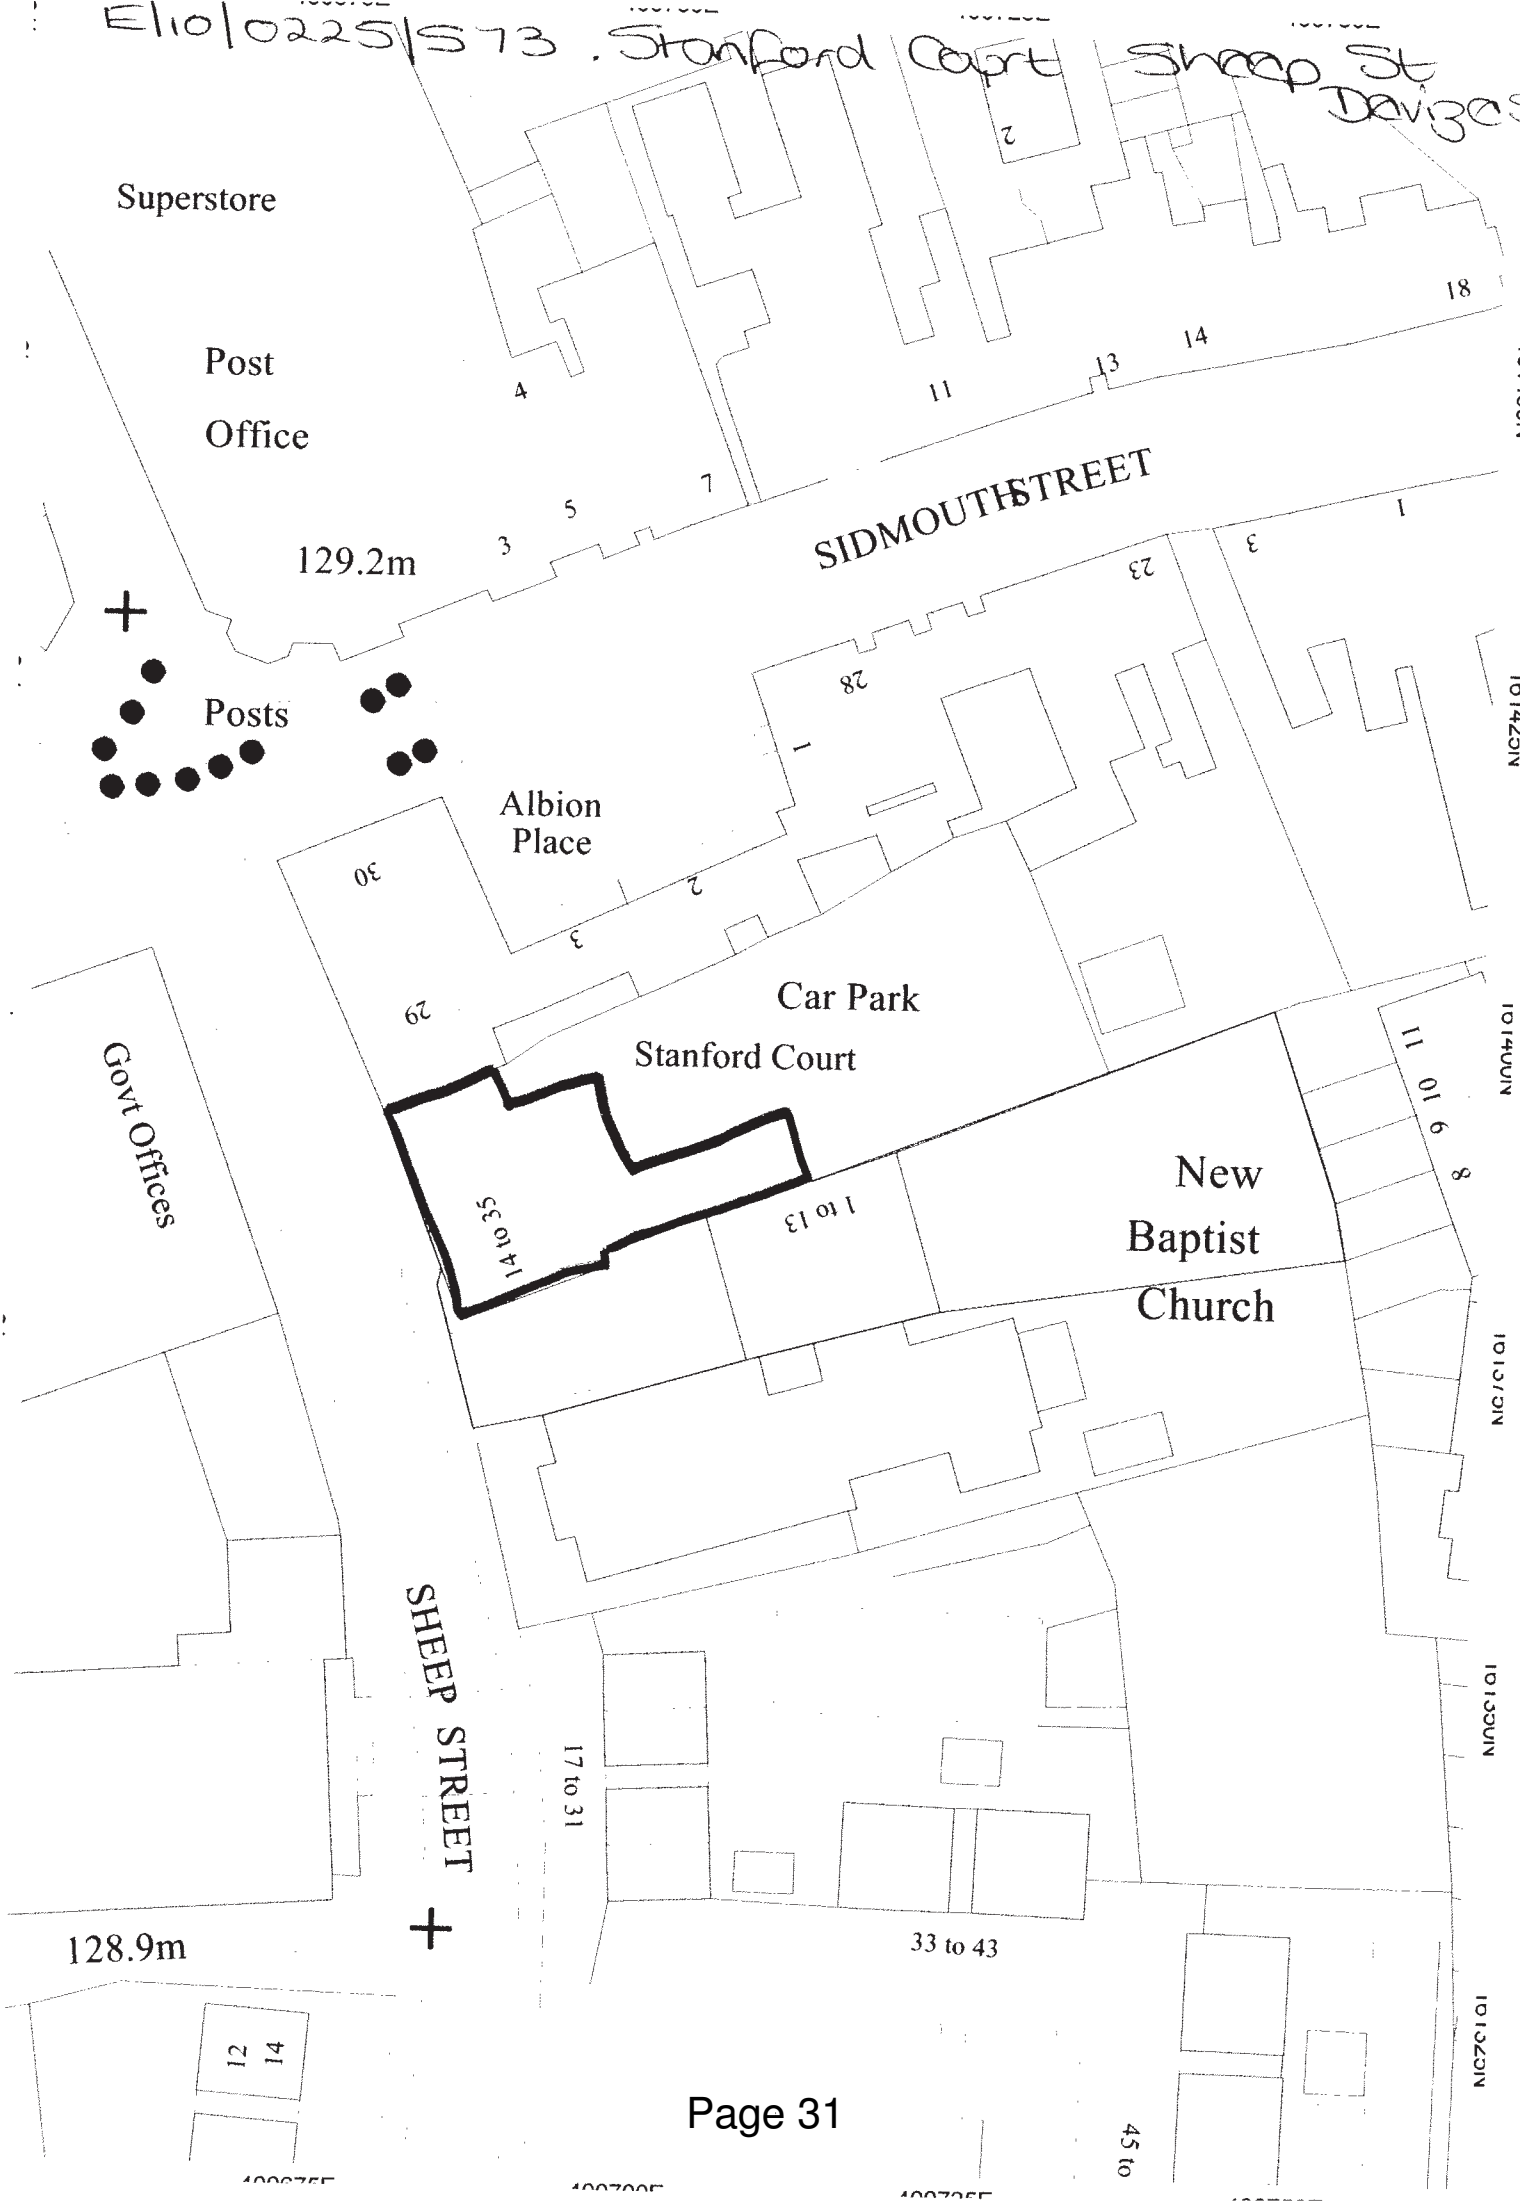 E/10/0225/S73. Stanford Court Sheep St
Devizes
2
Superstore
18
14
Post
13
4
11
Office
SIDMOUTH STREET
7
5
1
3
3
129.2m
23
28
Posts
1
Albion
Place
30
2
3
Car Park
29
11
Stanford Court
Govt Offices
10
9
8
New
14 to 35
1 to 13
Baptist
Church
SHEEP STREET
17 to 31
33 to 43
128.9m
12
14
Page 31
45 to